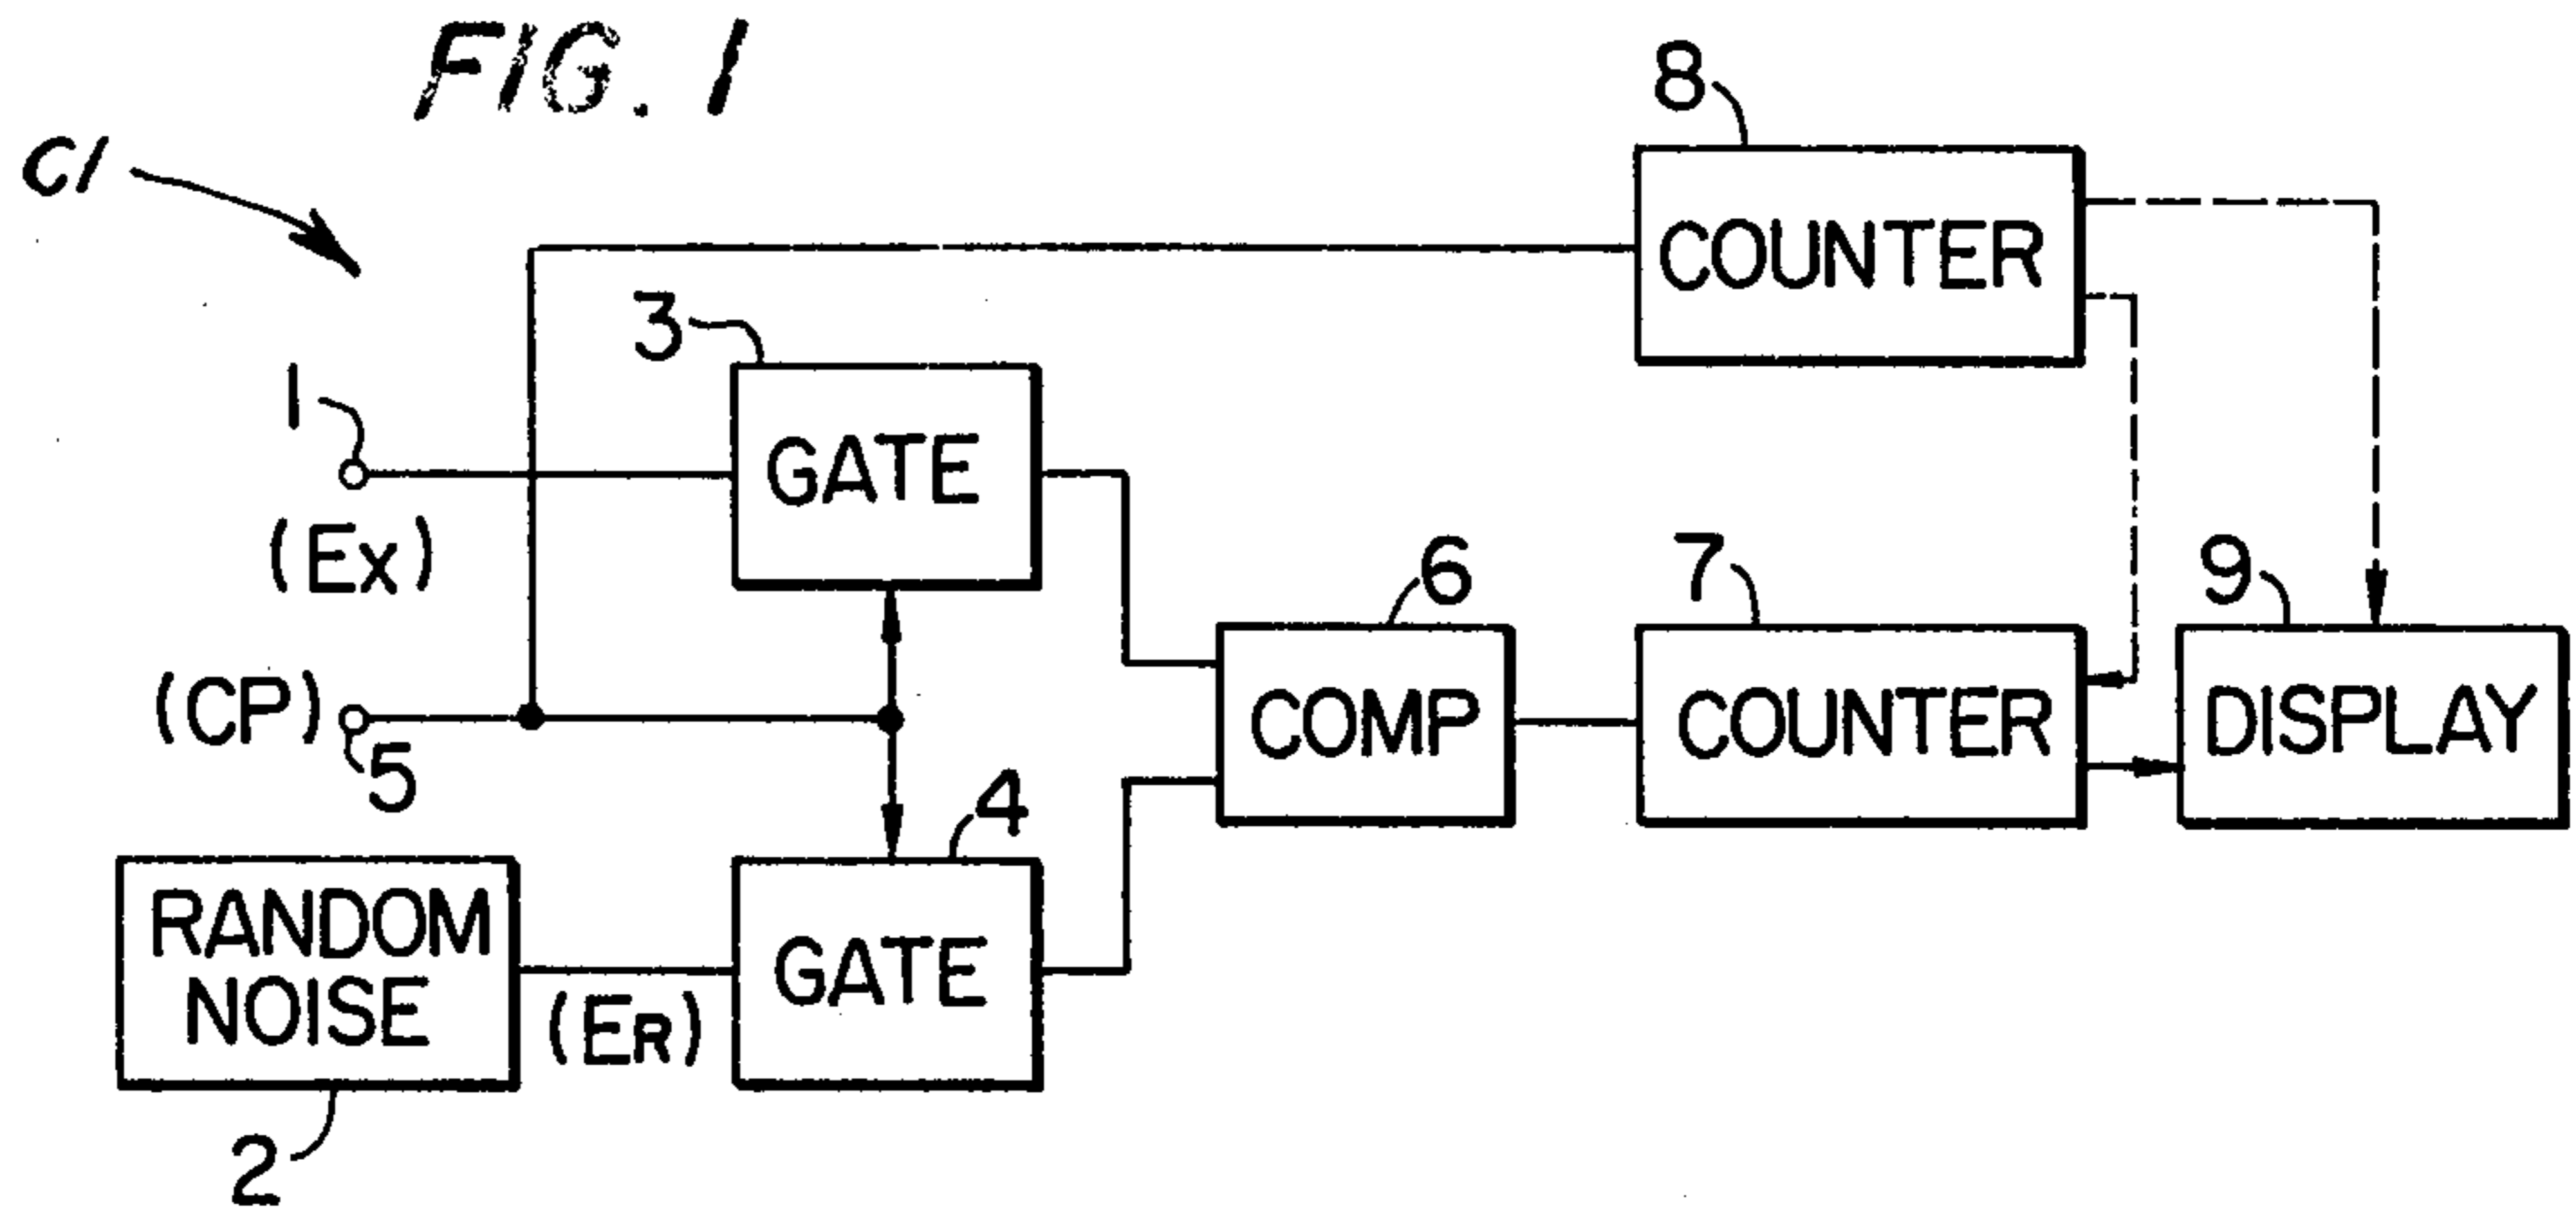 FIG. 1
C1
8
COUNTER
3
GATE
1
(Ex)
6
COMP
7
COUNTER
9
DISPLAY
(CP)
5
4
GATE
RANDOM
NOISE
(ER)
2